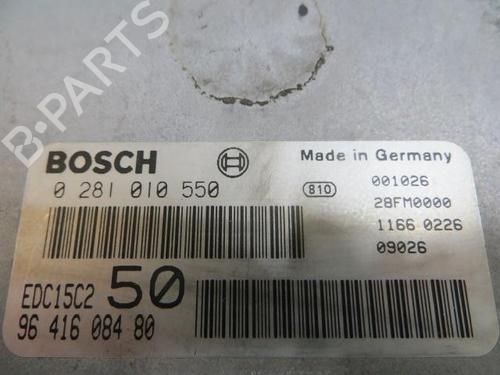 B-PARTS
BOSCH
Made in Germany
0 281 010 550
810
001026
28FM0000
1166 0226
09026
EDC15C2 50
96 416 084 80